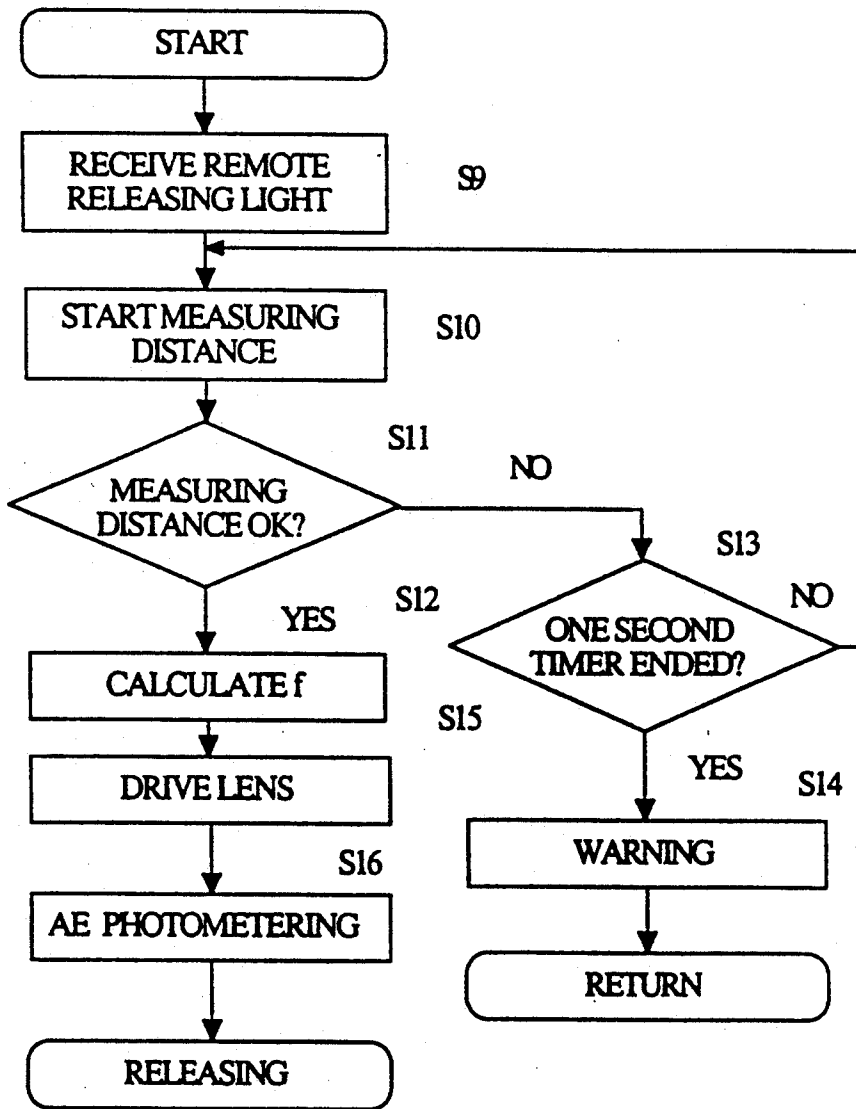 START
RECEIVE REMOTE
RELEASING LIGHT
S9
START MEASURING
DISTANCE
S10
S11
MEASURING
DISTANCE OK?
NO
S13
YES
S12
ONE SECOND
TIMER ENDED?
NO
CALCULATE f
S15
DRIVE LENS
YES
S14
WARNING
S16
AE PHOTOMETERING
RETURN
RELEASING